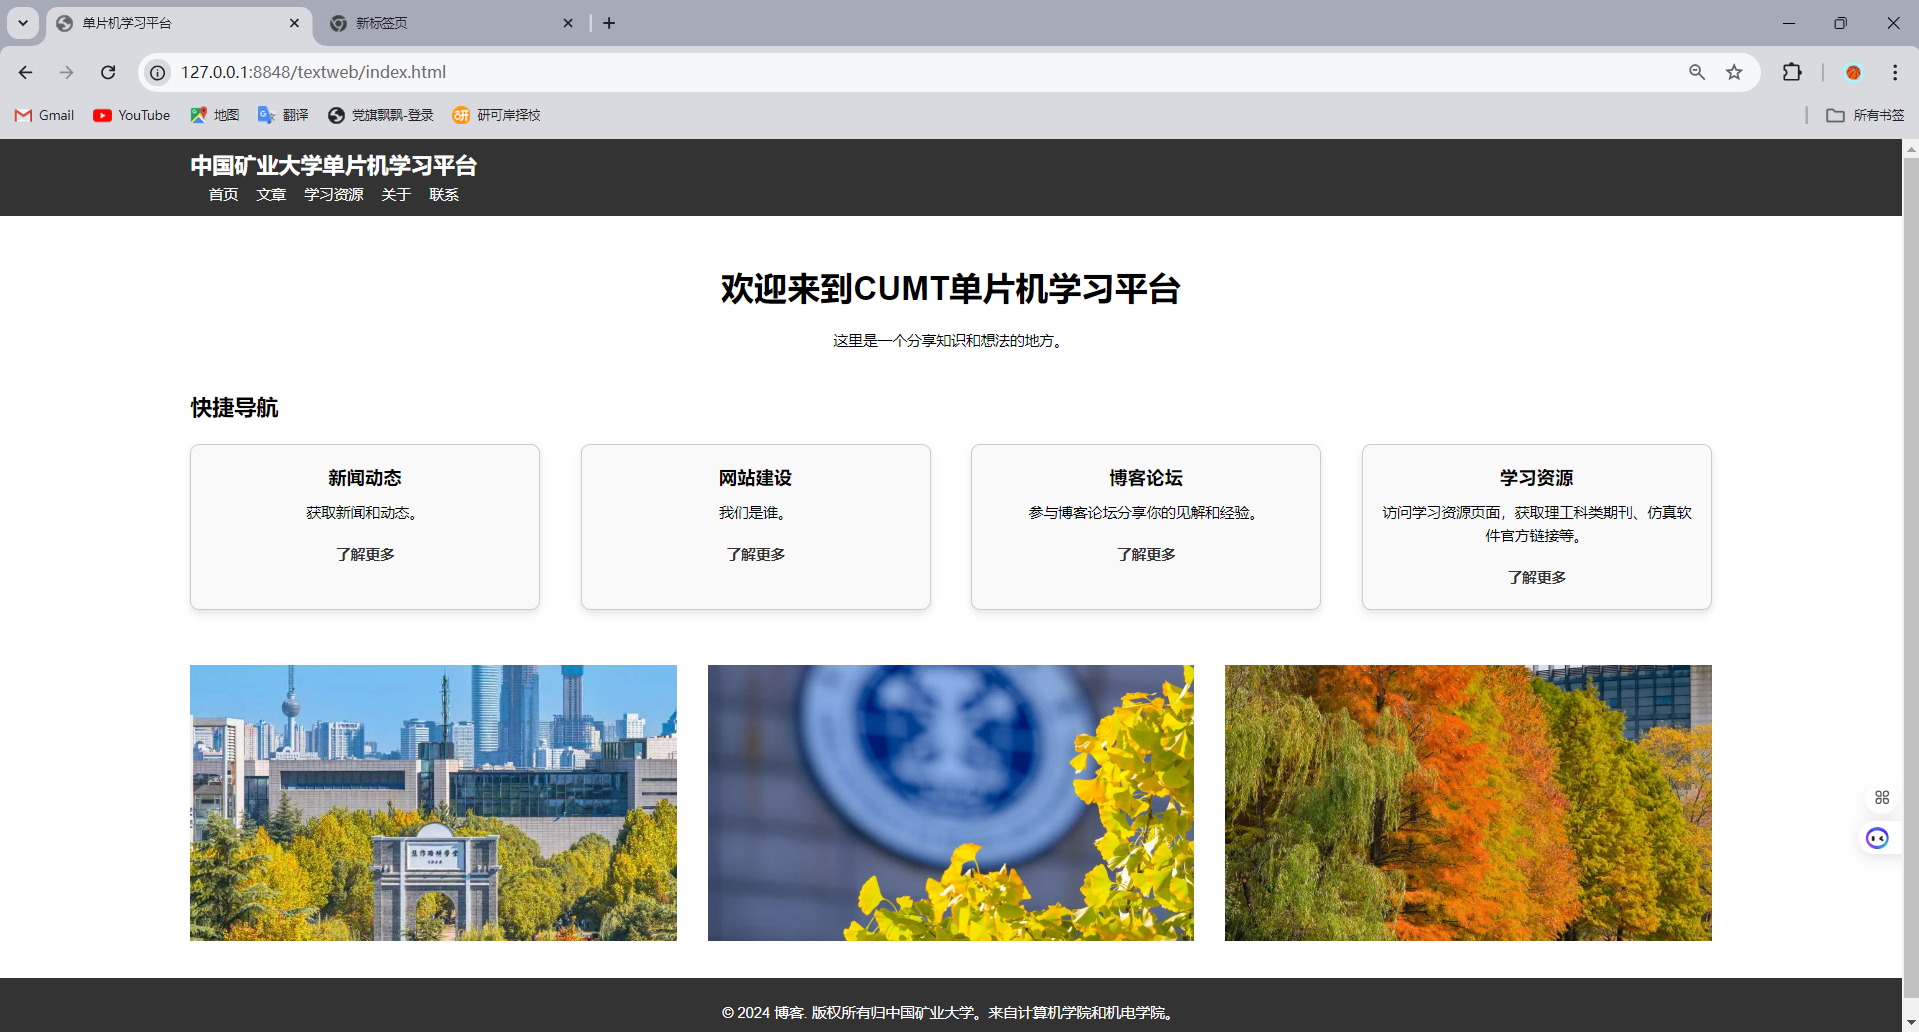 单片机学习平台
新标签页
127.0.0.1:8848/textweb/index.html
Gmail
YouTube
地图
翻译
党旗飘飘-登录
研可岸择校
所有书签
中国矿业大学单片机学习平台
首页
文章
学习资源
关于
联系
欢迎来到CUMT单片机学习平台
这里是一个分享知识和想法的地方。
快捷导航
新闻动态
获取新闻和动态。
了解更多
网站建设
我们是谁。
了解更多
博客论坛
参与博客论坛分享你的见解和经验。
了解更多
学习资源
访问学习资源页面，获取理工科类期刊、仿真软
件官方链接等。
了解更多
焦作路矿学堂
© 2024 博客. 版权所有归中国矿业大学。来自计算机学院和机电学院。